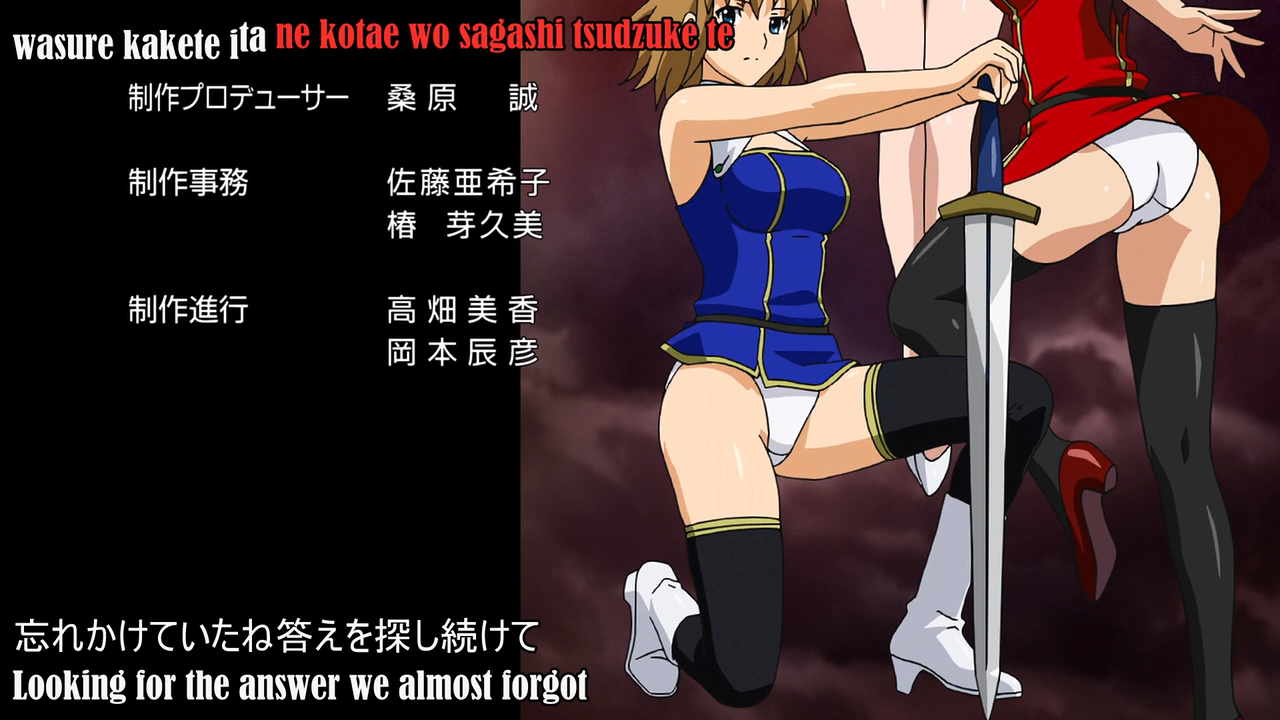 wasure kakete ita ne kotae wo sagashi tsudzuke te
制作プロデューサー 桑原 誠
制作事務 佐藤亜希子
椿 芽久美
制作進行 高畑美香
岡本辰彦
忘れかけていたね答えを探し続けて
Looking for the answer we almost forgot